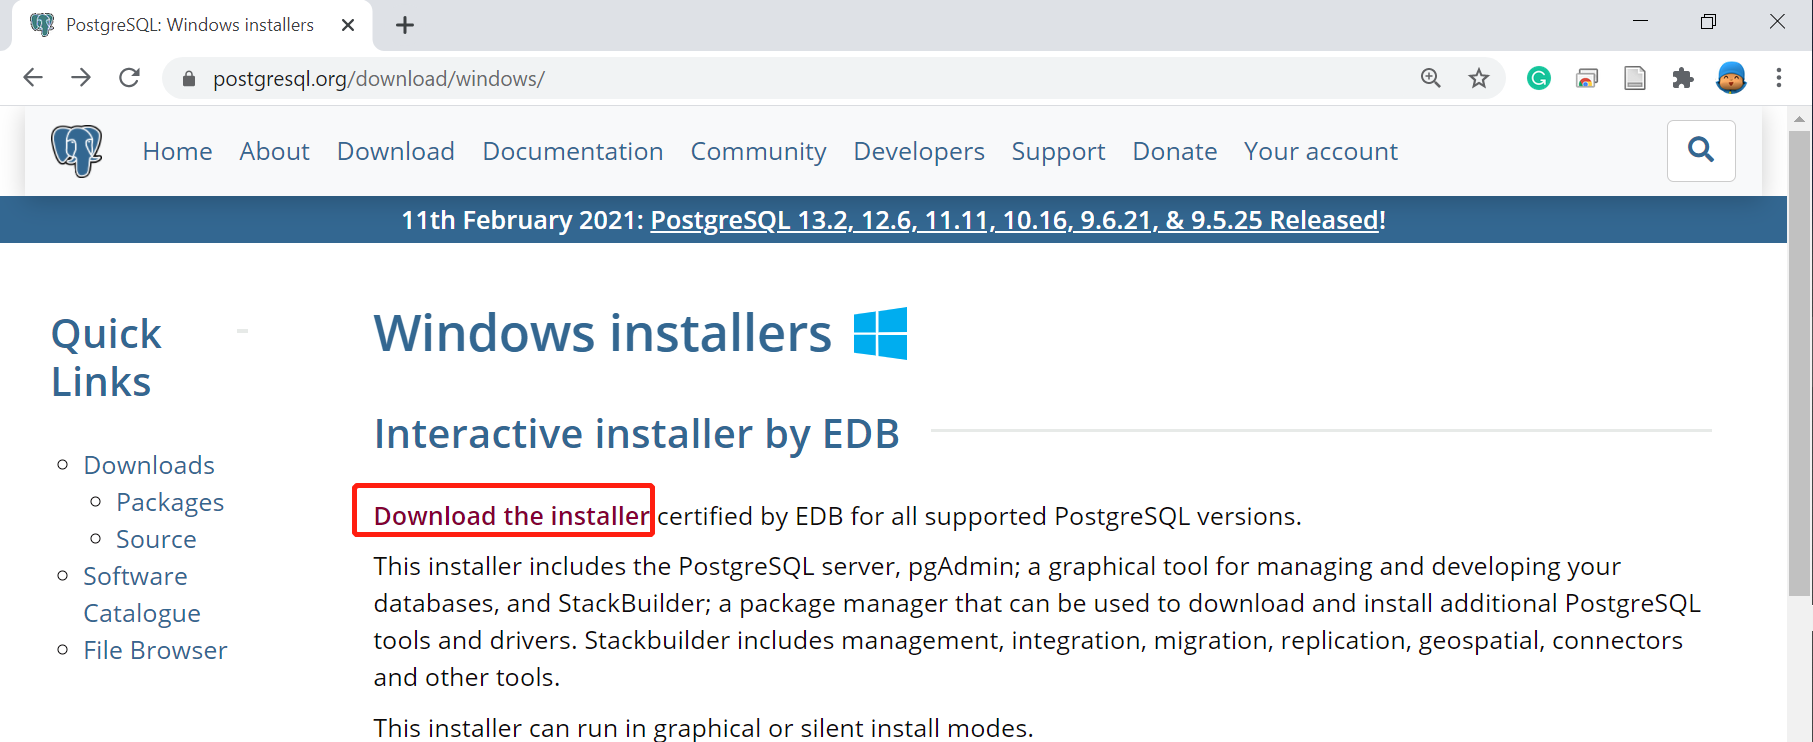 PostgreSQL: Windows installers
postgresql.org/download/windows/
Home About Download Documentation Community Developers Support Donate Your account
11th February 2021: PostgreSQL 13.2, 12.6, 11.11, 10.16, 9.6.21, & 9.5.25 Released!
Quick
Links
Downloads
Packages
Source
Software
Catalogue
File Browser
Windows installers
Interactive installer by EDB
Download the installer certified by EDB for all supported PostgreSQL versions.
This installer includes the PostgreSQL server, pgAdmin; a graphical tool for managing and developing your
databases, and StackBuilder; a package manager that can be used to download and install additional PostgreSQL
tools and drivers. Stackbuilder includes management, integration, migration, replication, geospatial, connectors
and other tools.
This installer can run in graphical or silent install modes.